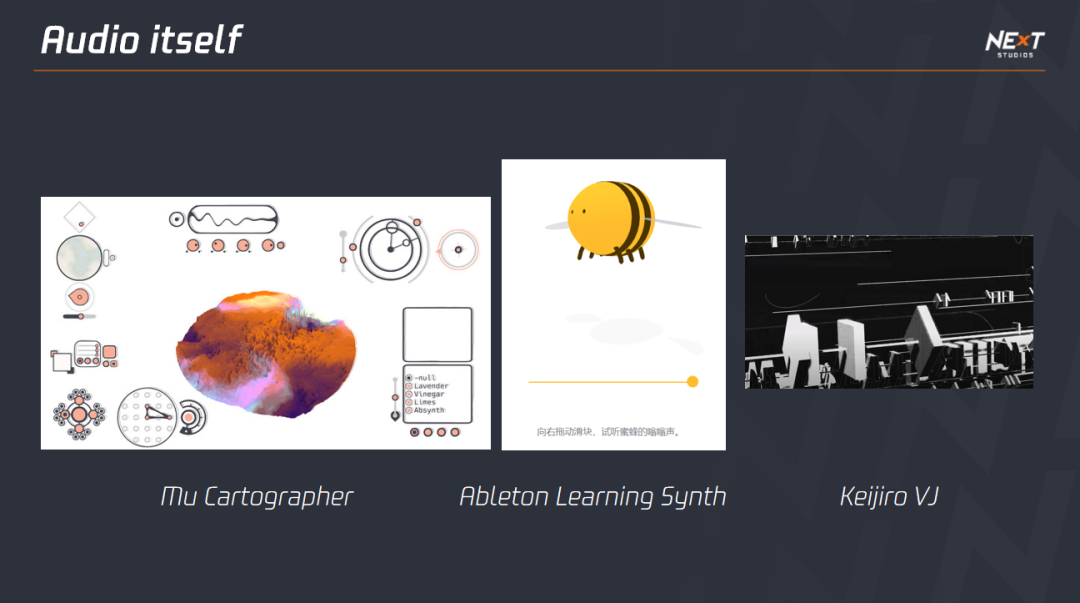 Audio itself
NExT
STUDIOS
-null
Lavender
Vinegar
Limes
Absynth
向右拖动滑块，试听蜜蜂的嗡嗡声。
Mu Cartographer
Ableton Learning Synth
Keijiro VJ